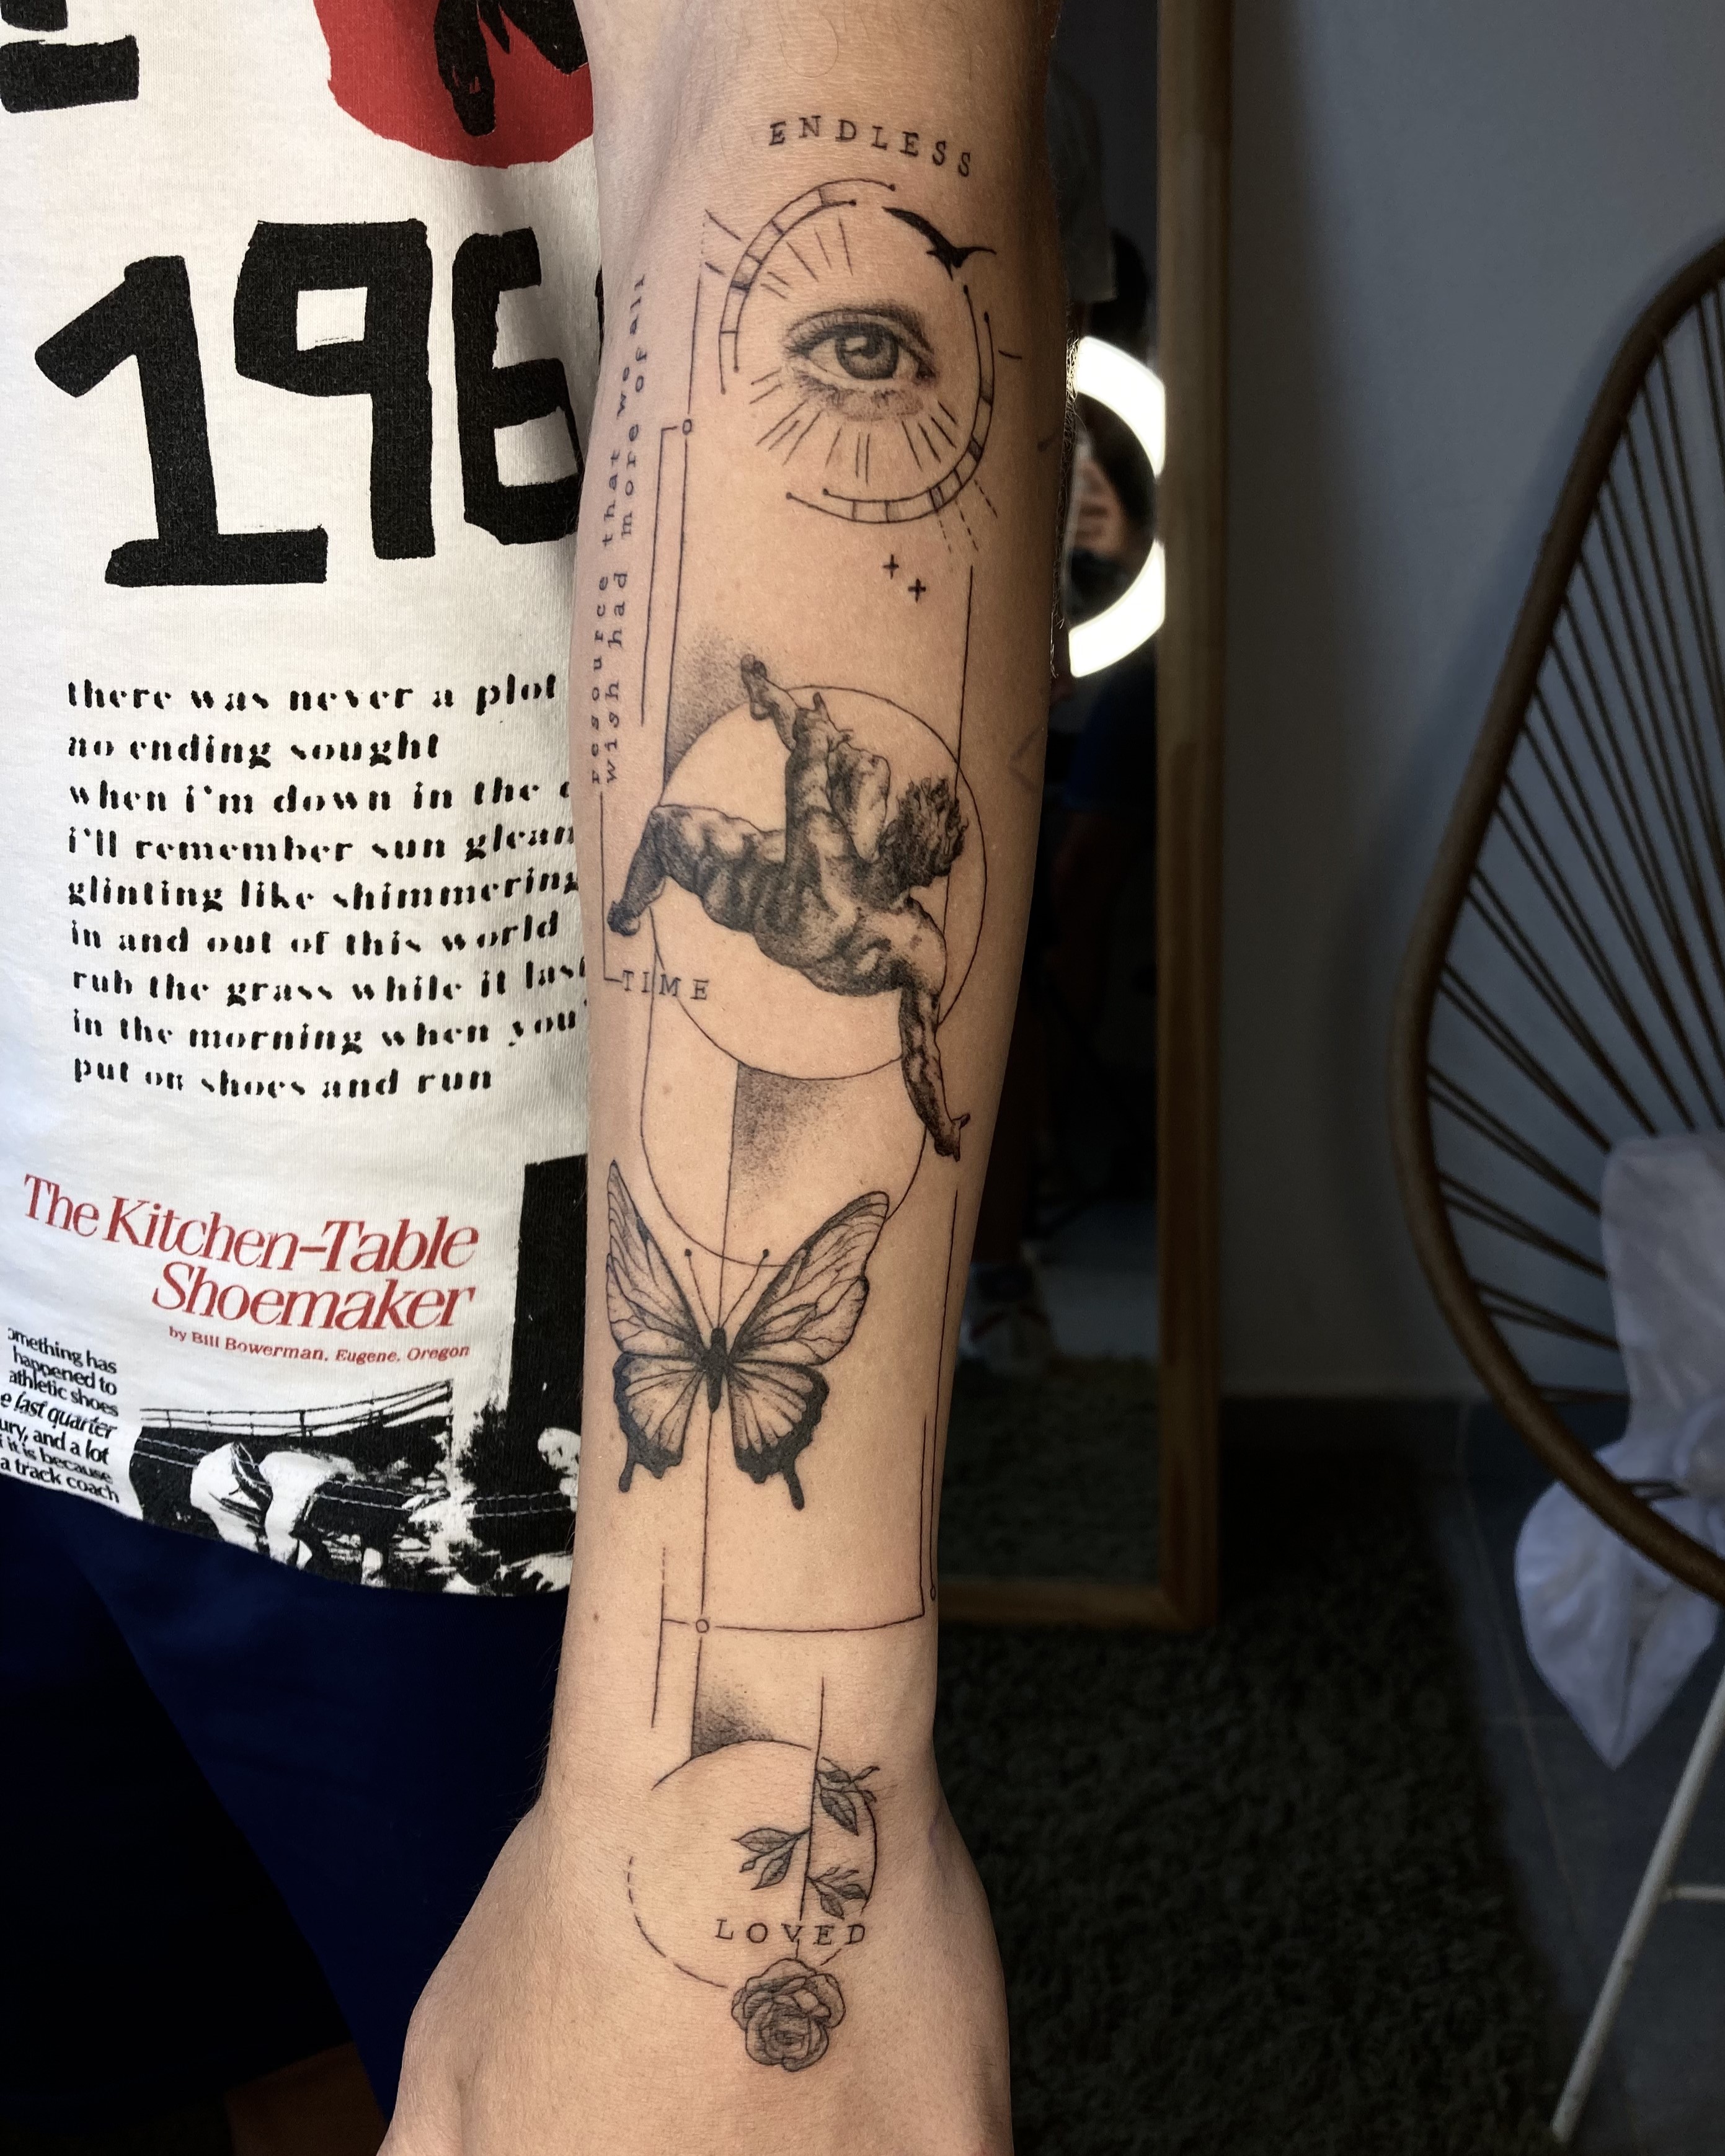 196
there was never a plot
no ending sought
when i'm down in the
i'll remember sun gleam
glinting like shimmering
in and out of this world
rub the grass while it last
in the morning when you'
put on shoes and run
The Kitchen-Table
Shoemaker
by Bill Bowerman, Eugene, Oregon
omething has
happened to
athletic shoes
e last quarter
ury, and a lot
it is because
a track coach
ENDLESS
resource that we all
wish had more of
TIME
LOVED